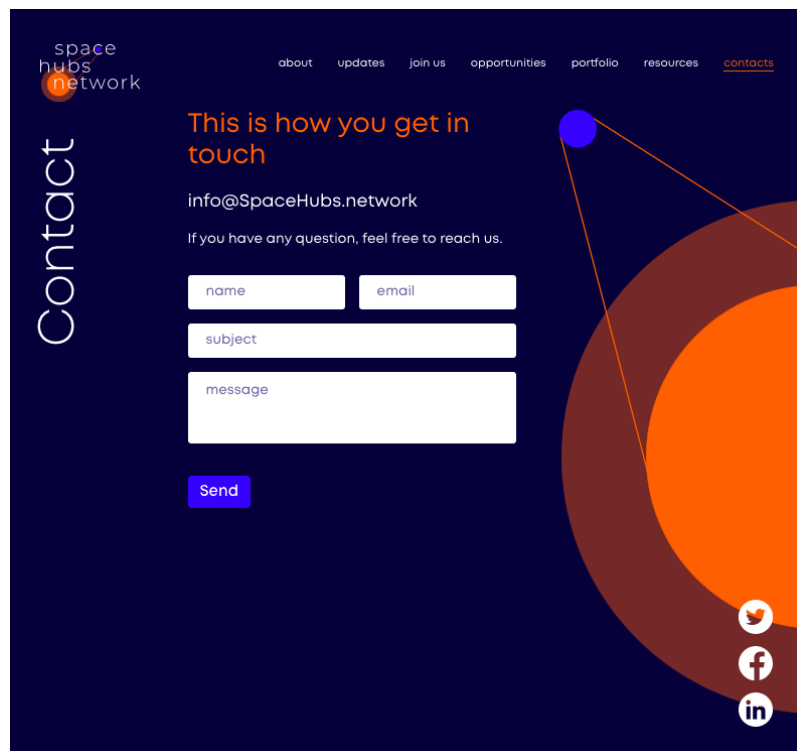 space
hubs
network
about updates join us opportunities portfolio resources contacts
Contact
This is how you get in
touch
info@SpaceHubs.network
If you have any question, feel free to reach us.
name email
subject
message
Send
in